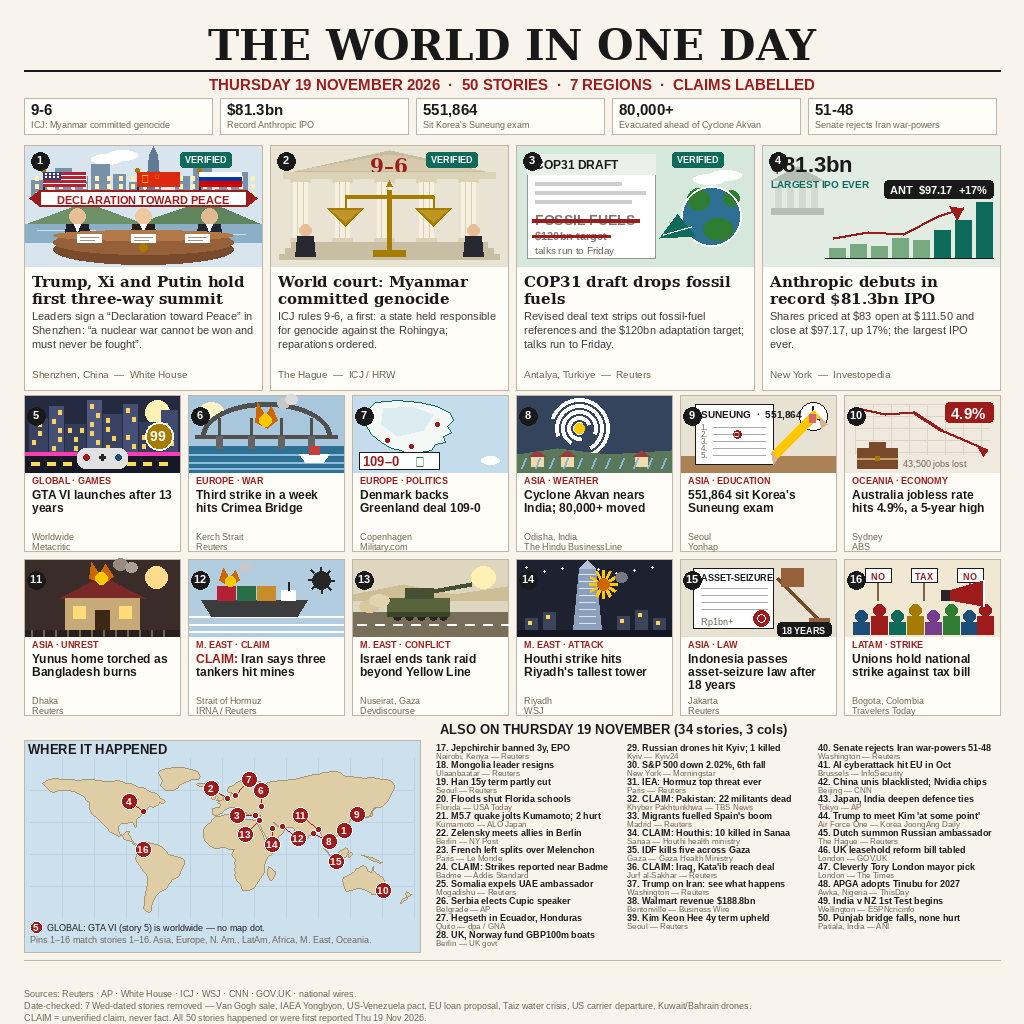 THE WORLD IN ONE DAY
THURSDAY 19 NOVEMBER 2026 · 50 STORIES · 7 REGIONS · CLAIMS LABELLED
9-6
ICJ: Myanmar committed genocide
$81.3bn
Record Anthropic IPO
551,864
Sit Korea's Suneung exam
80,000+
Evacuated ahead of Cyclone Akvan
51-48
Senate rejects Iran war-powers
1
VERIFIED
DECLARATION TOWARD PEACE
Trump, Xi and Putin hold
first three-way summit
Leaders sign a “Declaration toward Peace” in
Shenzhen: “a nuclear war cannot be won and
must never be fought”.
Shenzhen, China — White House
2
9–6
VERIFIED
World court: Myanmar
committed genocide
ICJ rules 9-6, a first: a state held responsible
for genocide against the Rohingya;
reparations ordered.
The Hague — ICJ / HRW
3
COP31 DRAFT
VERIFIED
FOSSIL FUELS
$120bn target
talks run to Friday
COP31 draft drops fossil
fuels
Revised deal text strips out fossil-fuel
references and the $120bn adaptation target;
talks run to Friday.
Antalya, Turkiye — Reuters
4
81.3bn
LARGEST IPO EVER
ANT $97.17 +17%
Anthropic debuts in
record $81.3bn IPO
Shares priced at $83 open at $111.50 and
close at $97.17, up 17%; the largest IPO
ever.
New York — Investopedia
5
99
GLOBAL · GAMES
GTA VI launches after 13
years
Worldwide
Metacritic
6
EUROPE · WAR
Third strike in a week
hits Crimea Bridge
Kerch Strait
Reuters
7
109–0
EUROPE · POLITICS
Denmark backs
Greenland deal 109-0
Copenhagen
Military.com
8
ASIA · WEATHER
Cyclone Akvan nears
India; 80,000+ moved
Odisha, India
The Hindu BusinessLine
9
SUNEUNG · 551,864
1.
2.
3.
4.
5.
ASIA · EDUCATION
551,864 sit Korea's
Suneung exam
Seoul
Yonhap
10
4.9%
43,500 jobs lost
OCEANIA · ECONOMY
Australia jobless rate
hits 4.9%, a 5-year high
Sydney
ABS
11
ASIA · UNREST
Yunus home torched as
Bangladesh burns
Dhaka
Reuters
12
M. EAST · CLAIM
CLAIM: Iran says three
tankers hit mines
Strait of Hormuz
IRNA / Reuters
13
M. EAST · CONFLICT
Israel ends tank raid
beyond Yellow Line
Nuseirat, Gaza
Devdiscourse
14
M. EAST · ATTACK
Houthi strike hits
Riyadh's tallest tower
Riyadh
WSJ
15
ASSET-SEIZURE
Rp1bn+
18 YEARS
ASIA · LAW
Indonesia passes
asset-seizure law after
18 years
Jakarta
Reuters
16
NO
TAX
NO
LATAM · STRIKE
Unions hold national
strike against tax bill
Bogota, Colombia
Travelers Today
WHERE IT HAPPENED
7
2
6
4
3
11
9
13
1
12
8
14
16
15
10
5 GLOBAL: GTA VI (story 5) is worldwide — no map dot.
Pins 1–16 match stories 1–16. Asia, Europe, N. Am., LatAm, Africa, M. East, Oceania.
ALSO ON THURSDAY 19 NOVEMBER (34 stories, 3 cols)
17. Jepchirchir banned 3y, EPO
Nairobi, Kenya — Reuters
18. Mongolia leader resigns
Ulaanbaatar — Reuters
19. Han 15y term partly cut
Seoul — Reuters
20. Floods shut Florida schools
Florida — USA Today
21. M5.7 quake jolts Kumamoto; 2 hurt
Kumamoto — ALO Japan
22. Zelensky meets allies in Berlin
Berlin — NY Post
23. French left splits over Melenchon
Paris — Le Monde
24. CLAIM: Strikes reported near Badme
Badme — Addis Standard
25. Somalia expels UAE ambassador
Mogadishu — Reuters
26. Serbia elects Cupic speaker
Belgrade — AP
27. Hegseth in Ecuador, Honduras
Quito — dpa / GNA
28. UK, Norway fund GBP100m boats
Berlin — UK govt
29. Russian drones hit Kyiv; 1 killed
Kyiv — Kyiv24
30. S&P 500 down 2.02%, 6th fall
New York — Morningstar
31. IEA: Hormuz top threat ever
Paris — Reuters
32. CLAIM: Pakistan: 22 militants dead
Khyber Pakhtunkhwa — TBS News
33. Migrants fuelled Spain's boom
Madrid — Reuters
34. CLAIM: Houthis: 10 killed in Sanaa
Sanaa — Houthi health ministry
35. IDF kills five across Gaza
Gaza — Gaza Health Ministry
36. CLAIM: Iraq, Kata'ib reach deal
Jurf al-Sakhar — Reuters
37. Trump on Iran: see what happens
Washington — Reuters
38. Walmart revenue $188.8bn
Bentonville — Business Wire
39. Kim Keon Hee 4y term upheld
Seoul — Reuters
40. Senate rejects Iran war-powers 51-48
Washington — Reuters
41. AI cyberattack hit EU in Oct
Brussels — InfoSecurity
42. China unis blacklisted; Nvidia chips
Beijing — CNN
43. Japan, India deepen defence ties
Tokyo — AP
44. Trump to meet Kim 'at some point'
Air Force One — Korea JoongAng Daily
45. Dutch summon Russian ambassador
The Hague — Reuters
46. UK leasehold reform bill tabled
London — GOV.UK
47. Cleverly Tory London mayor pick
London — The Times
48. APGA adopts Tinubu for 2027
Awka, Nigeria — ThisDay
49. India v NZ 1st Test begins
Wellington — ESPNcricinfo
50. Punjab bridge falls, none hurt
Patiala, India — ANI
Sources: Reuters · AP · White House · ICJ · WSJ · CNN · GOV.UK · national wires.
Date-checked: 7 Wed-dated stories removed — Van Gogh sale, IAEA Yongbyon, US-Venezuela pact, EU loan proposal, Taiz water crisis, US carrier departure, Kuwait/Bahrain drones.
CLAIM = unverified claim, never fact. All 50 stories happened or were first reported Thu 19 Nov 2026.